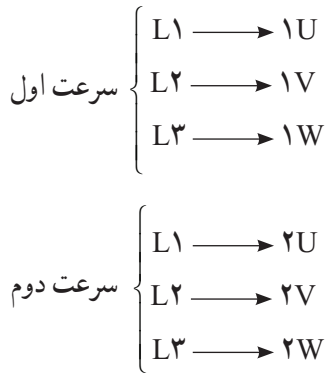 L۱ → ۱U
سرعت اول L۲ → ۱V
L۳ → ۱W
L۱ → ۲U
سرعت دوم L۲ → ۲V
L۳ → ۲W